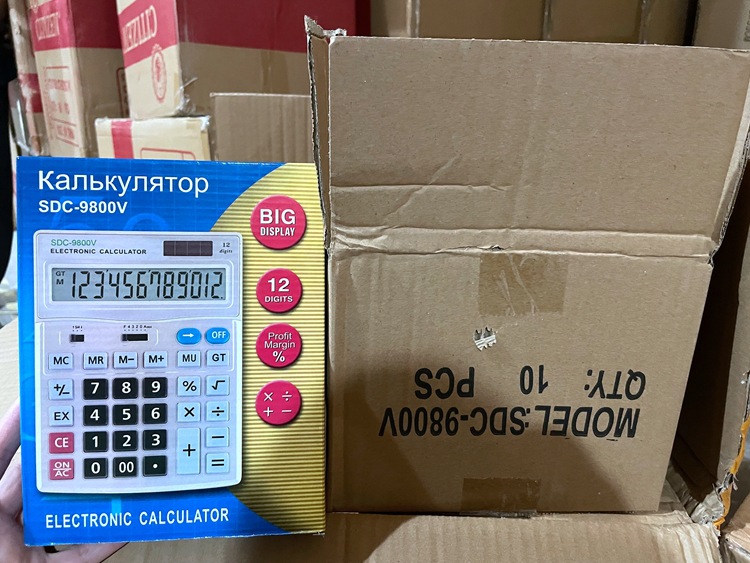 CITIZEN
CITIZEN
Калькулятор
SDC-9800V
BIG
DISPLAY
12
DIGITS
Profit
Margin
%
× ÷
+ −
SDC-9800V
ELECTRONIC CALCULATOR
12
digits
GT
M
123456789012.
OFF
MC MR M− M+ MU GT
+/− 7 8 9 % √
EX 4 5 6 × ÷
CE 1 2 3 + −
ON
AC 0 00 • =
ELECTRONIC CALCULATOR
MODEL:SDC-9800V
QTY: 10 PCS